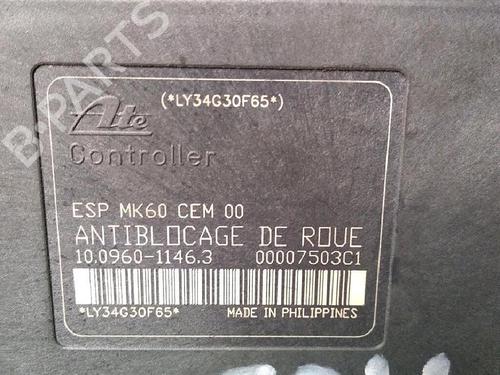 (*LY34G30F65*)
Ate
Controller
ESP MK60 CEM 00
ANTIBLOCAGE DE ROUE
10.0960-1146.3 00007503C1
*LY34G30F65* MADE IN PHILIPPINES
B-PARTS